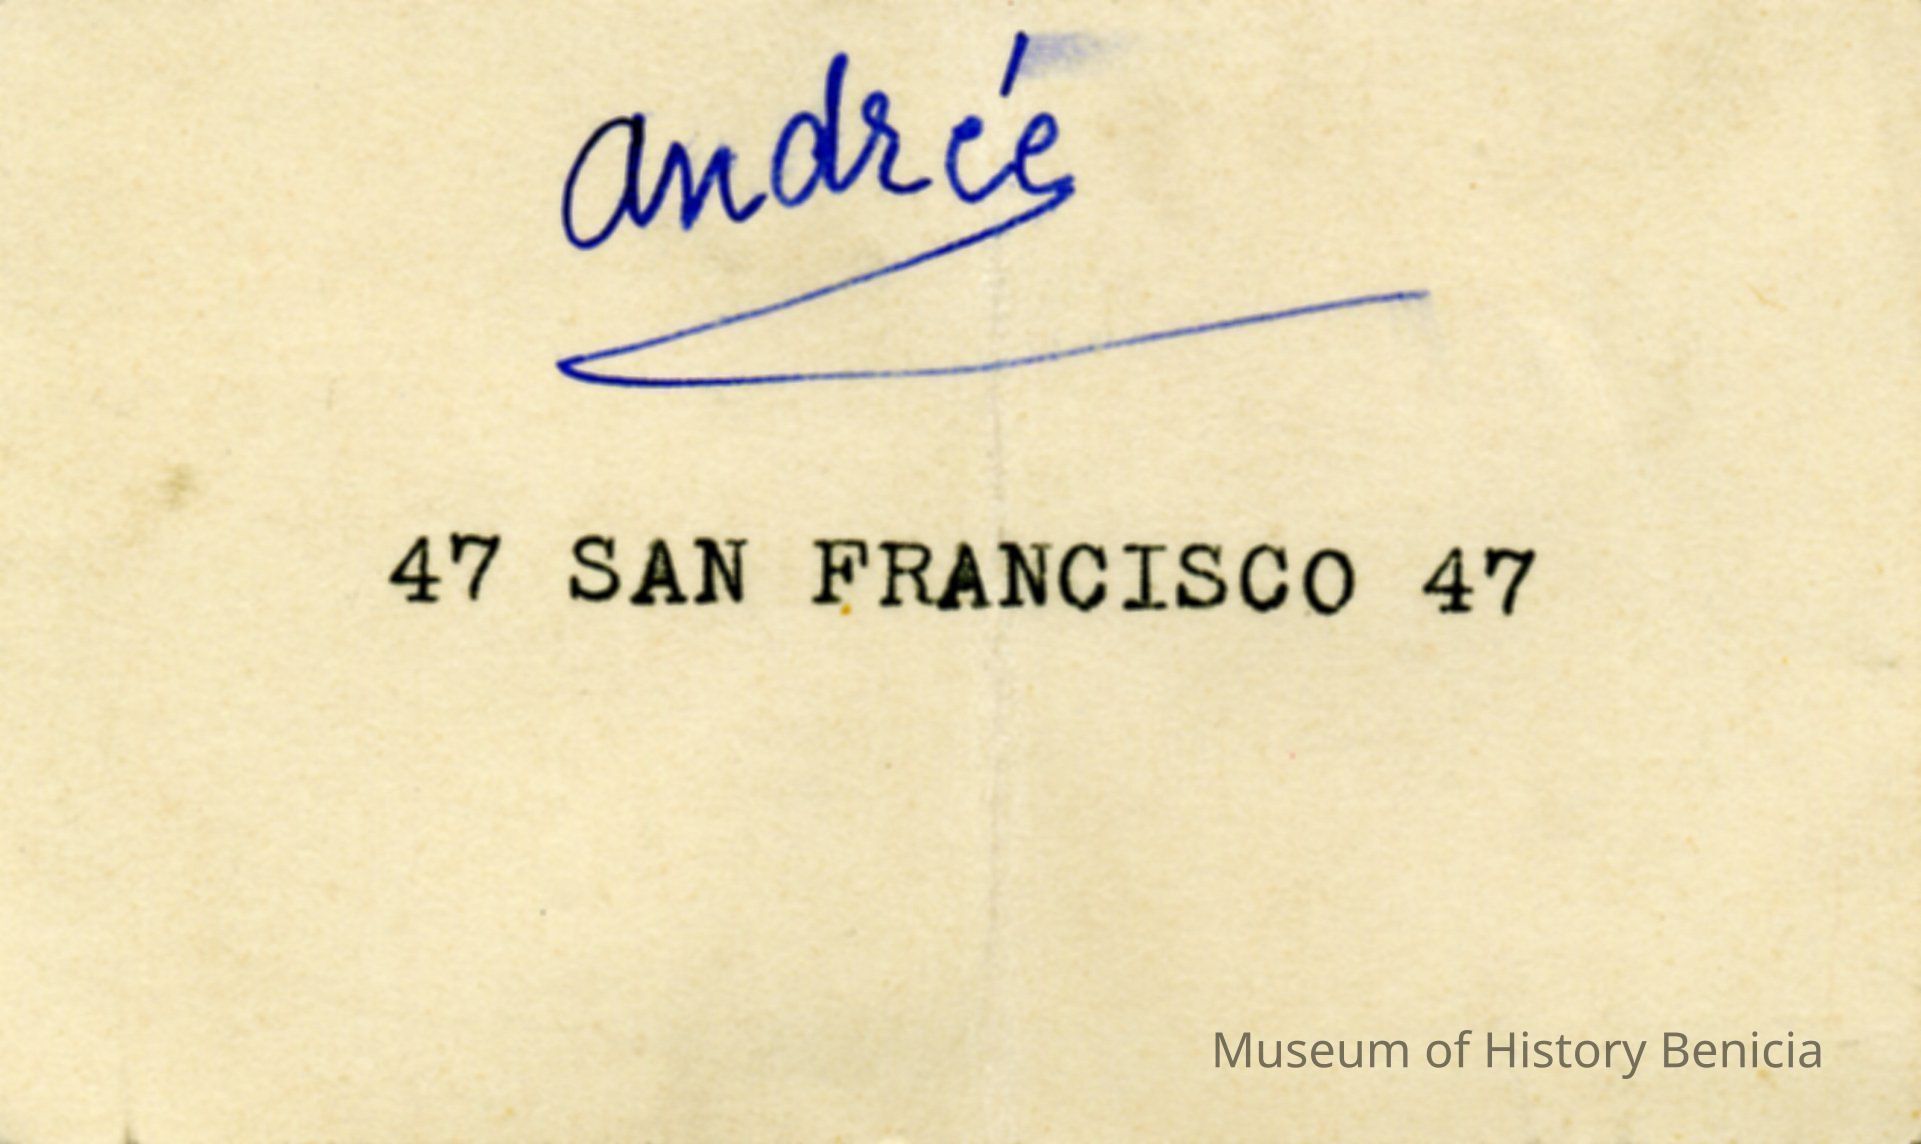 andrée
47 SAN FRANCISCO 47
Museum of History Benicia